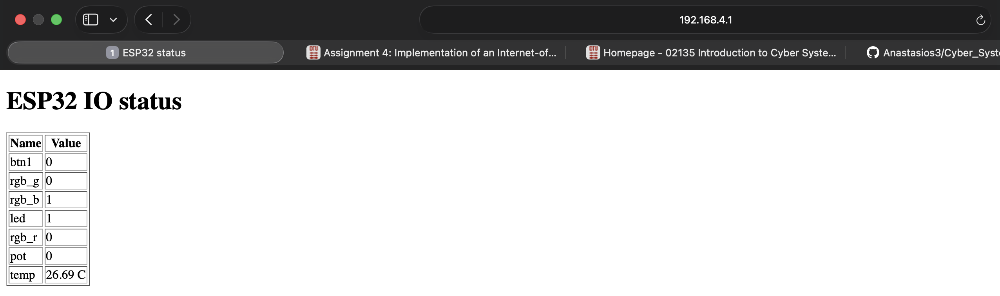 192.168.4.1
1 ESP32 status
Assignment 4: Implementation of an Internet-of...
Homepage - 02135 Introduction to Cyber Syste...
Anastasios3/Cyber_Syst
ESP32 IO status
Name Value
btn1 0
rgb_g 0
rgb_b 1
led 1
rgb_r 0
pot 0
temp 26.69 C